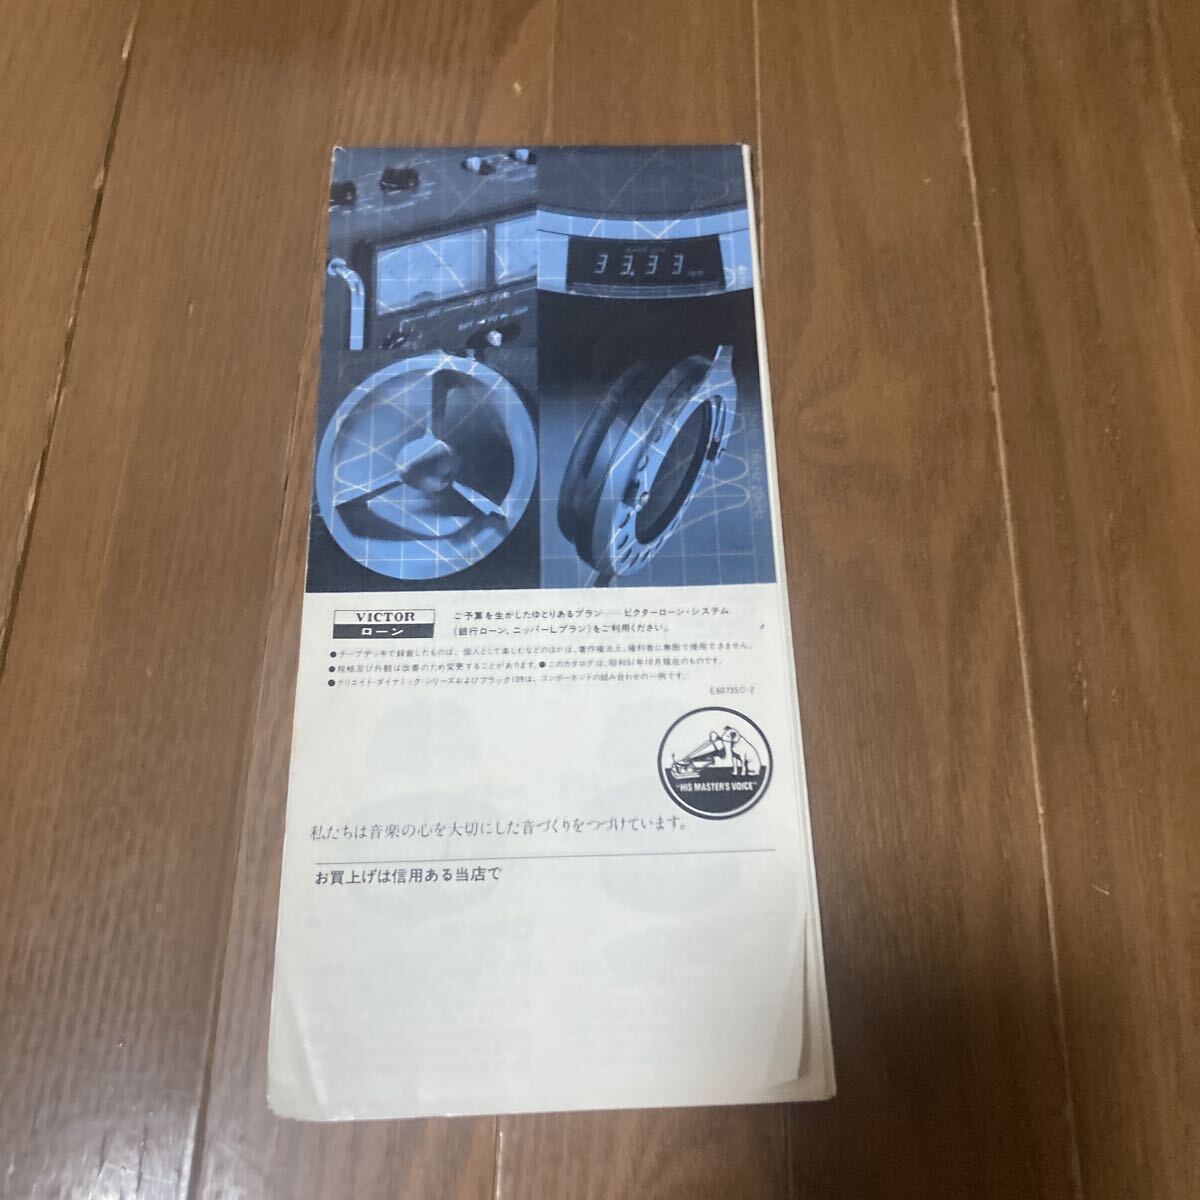 33.33 rpm
LEFT REC LEVEL
VICTOR
ローン
ご予算を生かしたゆとりあるプラン……ビクターローン・システム
(銀行ローン、ニッパーLプラン)をご利用ください。
●テープデッキで録音したものは、個人として楽しむなどのほかは、著作権法上、権利者に無断で使用できません。
●規格及び外観は改善のため変更することがあります。●このカタログは、昭和51年10月現在のものです。
●クリエイト・ダイナミック・シリーズおよびブラック109は、コンポーネントの組み合わせの一例です。
E607350-2
"HIS MASTER'S VOICE"
私たちは音楽の心を大切にした音づくりをつづけています。
お買上げは信用ある当店で